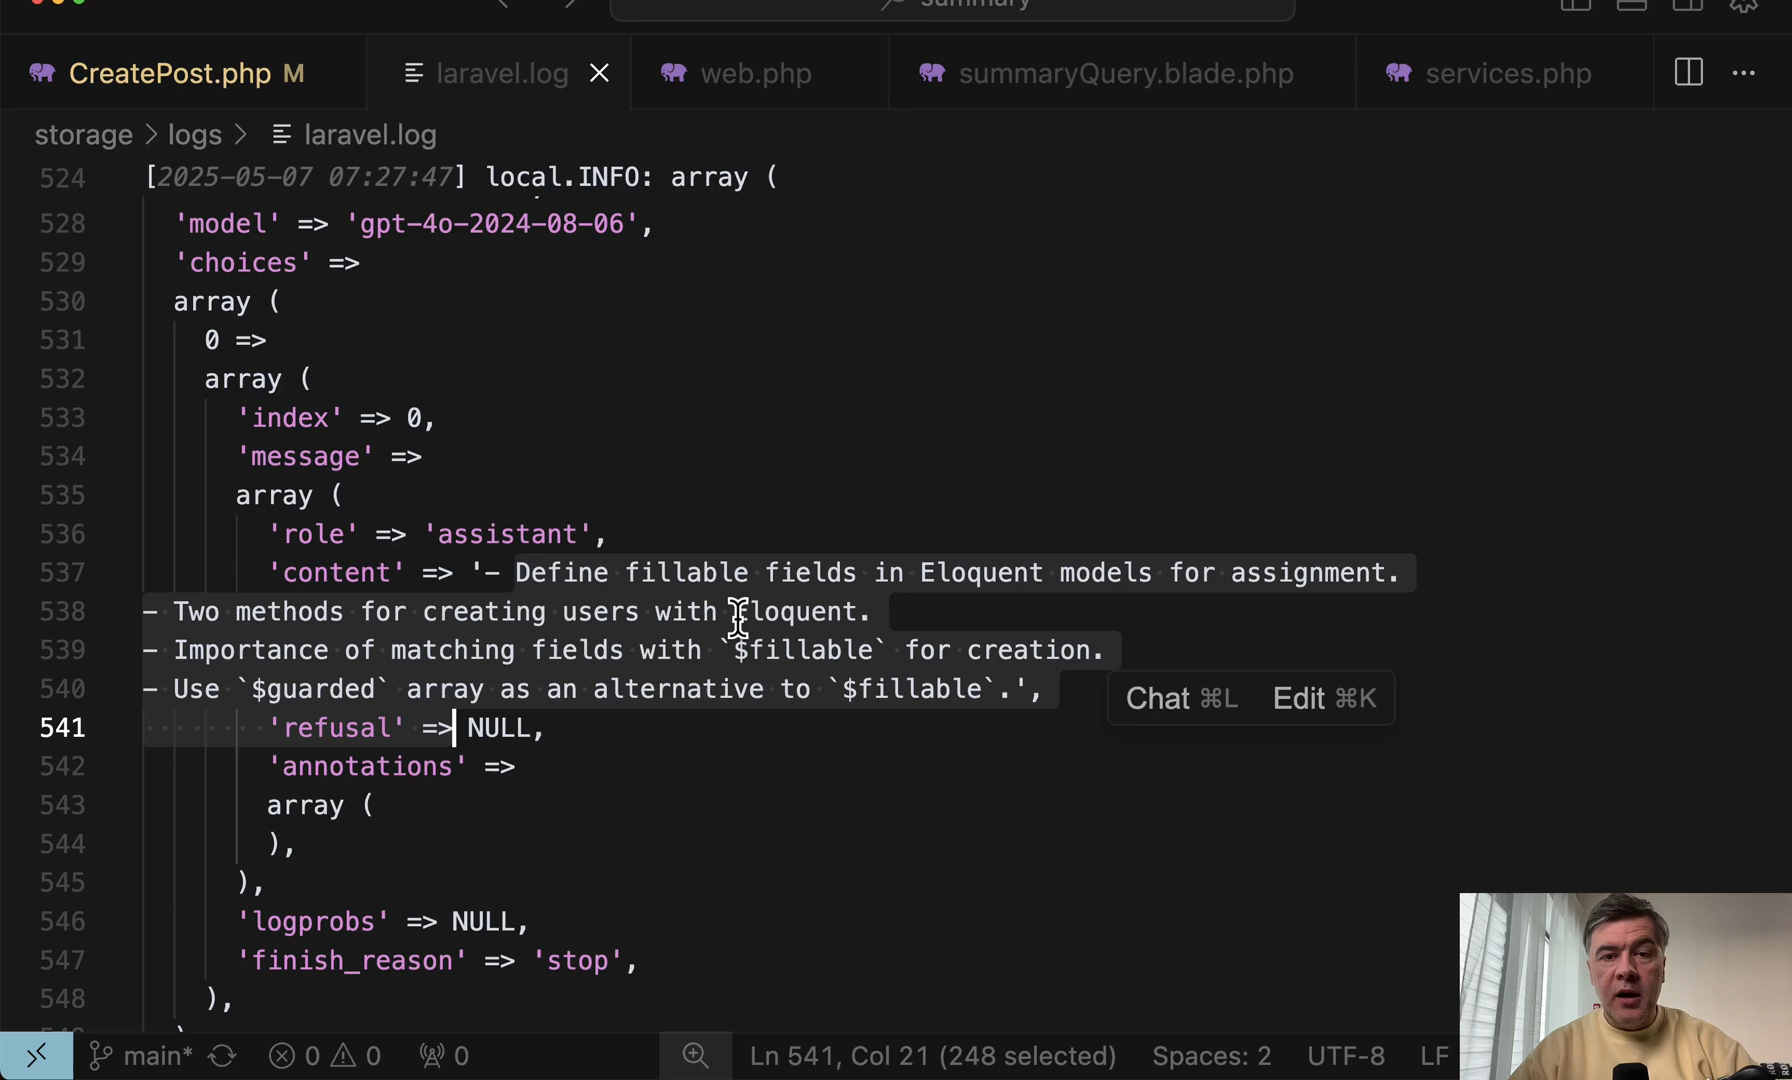 summary
CreatePost.php M
laravel.log
web.php
summaryQuery.blade.php
services.php
storage > logs > laravel.log
524 [2025-05-07 07:27:47] local.INFO: array (
528 'model' => 'gpt-4o-2024-08-06',
529 'choices' =>
530 array (
531 0 =>
532 array (
533 'index' => 0,
534 'message' =>
535 array (
536 'role' => 'assistant',
537 'content' => '- Define fillable fields in Eloquent models for assignment.
538 - Two methods for creating users with Eloquent.
539 - Importance of matching fields with `$fillable` for creation.
540 - Use `$guarded` array as an alternative to `$fillable`.',
Chat ⌘L Edit ⌘K
541 'refusal' => NULL,
542 'annotations' =>
543 array (
544 ),
545 ),
546 'logprobs' => NULL,
547 'finish_reason' => 'stop',
548 ),
main* 0 0 0 Ln 541, Col 21 (248 selected) Spaces: 2 UTF-8 LF